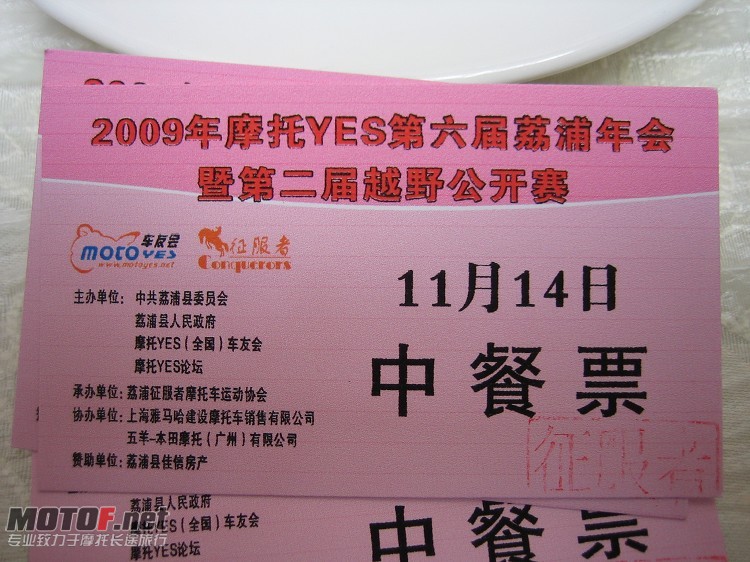 2009年摩托YES第六届荔浦年会
暨第二届越野公开赛
moto车友会YES
www.motoyes.net
征服者
Conquerors
11月14日
中餐票
主办单位：中共荔浦县委员会
荔浦县人民政府
摩托YES（全国）车友会
摩托YES论坛
承办单位：荔浦征服者摩托车运动协会
协办单位：上海雅马哈建设摩托车销售有限公司
五羊-本田摩托（广州）有限公司
赞助单位：荔浦县佳信房产
征服者
荔浦县人民政府
YES（全国）车友会
摩托YES论坛
中餐票
MOTOF.net
专业致力于摩托长途旅行